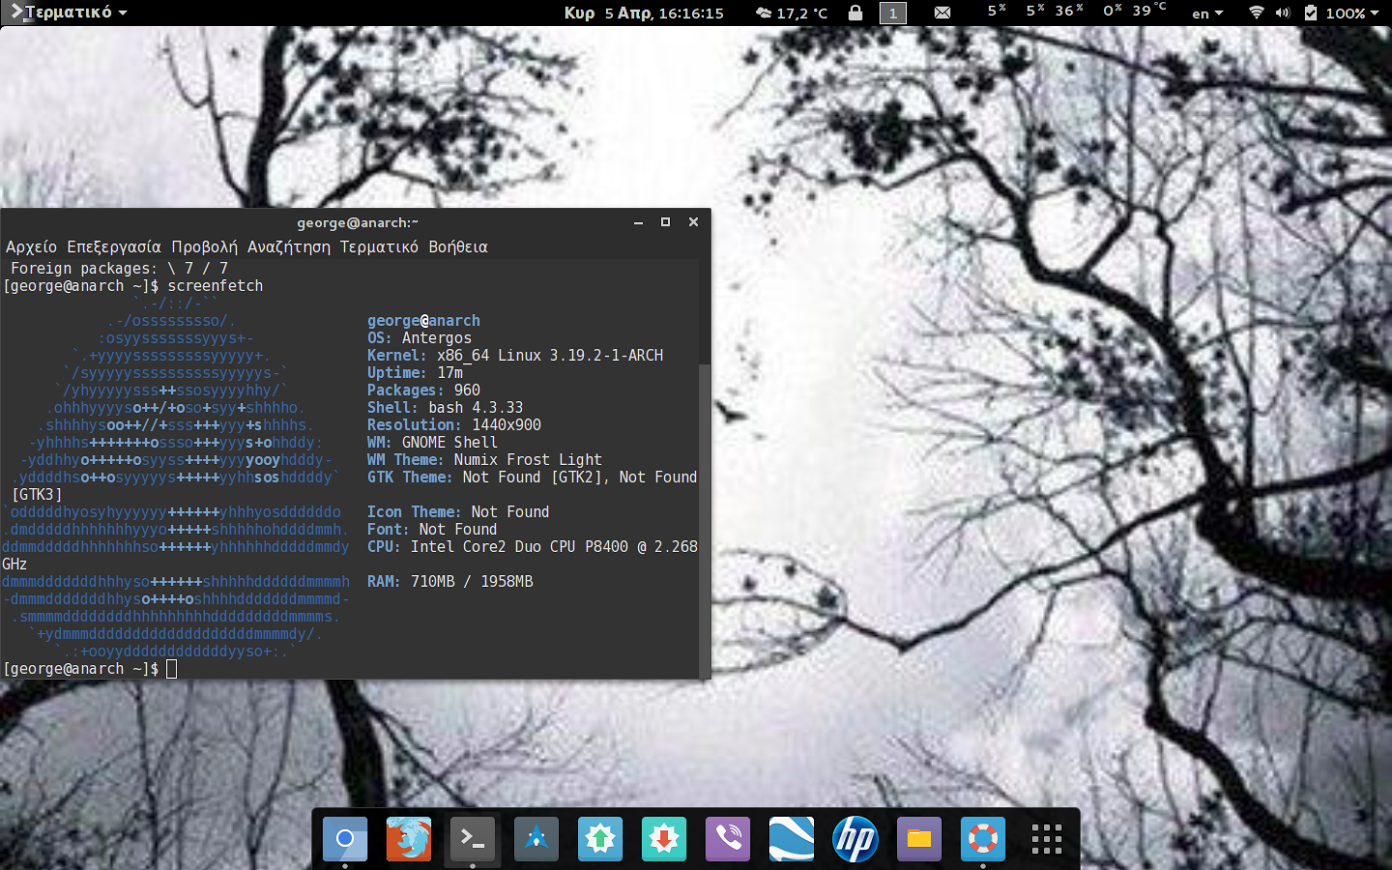 Τερματικό
Κυρ 5 Απρ, 16:16:15
17,2 °C
1
5% 5% 36% 0% 39°C
en
100%
george@anarch:~
Αρχείο Επεξεργασία Προβολή Αναζήτηση Τερματικό Βοήθεια
Foreign packages: \ 7 / 7
[george@anarch ~]$ screenfetch
`.-/::/-``
.-/osssssssso/. george@anarch
:osyysssssssyyys+- OS: Antergos
`.+yyyysssssssssyyyyy+. Kernel: x86_64 Linux 3.19.2-1-ARCH
`/syyyyyssssssssssyyyyys-` Uptime: 17m
`/yhyyyyysss++ssosyyyyhhy/` Packages: 960
.ohhhyyyyso++/+oso+syy+shhhho. Shell: bash 4.3.33
.shhhhysoo++//+sss+++yyy+shhhhs. Resolution: 1440x900
-yhhhhs+++++++ossso+++yyys+ohhddy: WM: GNOME Shell
-yddhhyo+++++osyyss++++yyyyooyhdddy- WM Theme: Numix Frost Light
.yddddhso++osyyyyys+++++yyhhsoshddddy` GTK Theme: Not Found [GTK2], Not Found
[GTK3]
`odddddhyosyhyyyyyy++++++yhhhyosddddddo Icon Theme: Not Found
.dmdddddhhhhhhhyyyo+++++shhhhhohddddmmh. Font: Not Found
ddmmdddddhhhhhhhso++++++yhhhhhhdddddmmdy CPU: Intel Core2 Duo CPU P8400 @ 2.268
GHz
dmmmdddddddhhhyso++++++shhhhhddddddmmmmh RAM: 710MB / 1958MB
-dmmmdddddddhhyso++++oshhhhdddddddmmmmd-
.smmmmddddddddhhhhhhhhhdddddddddmmmms.
`+ydmmmdddddddddddddddddddmmmmdy/.
`.:+ooyyddddddddddddyyso+:.`
[george@anarch ~]$
hp